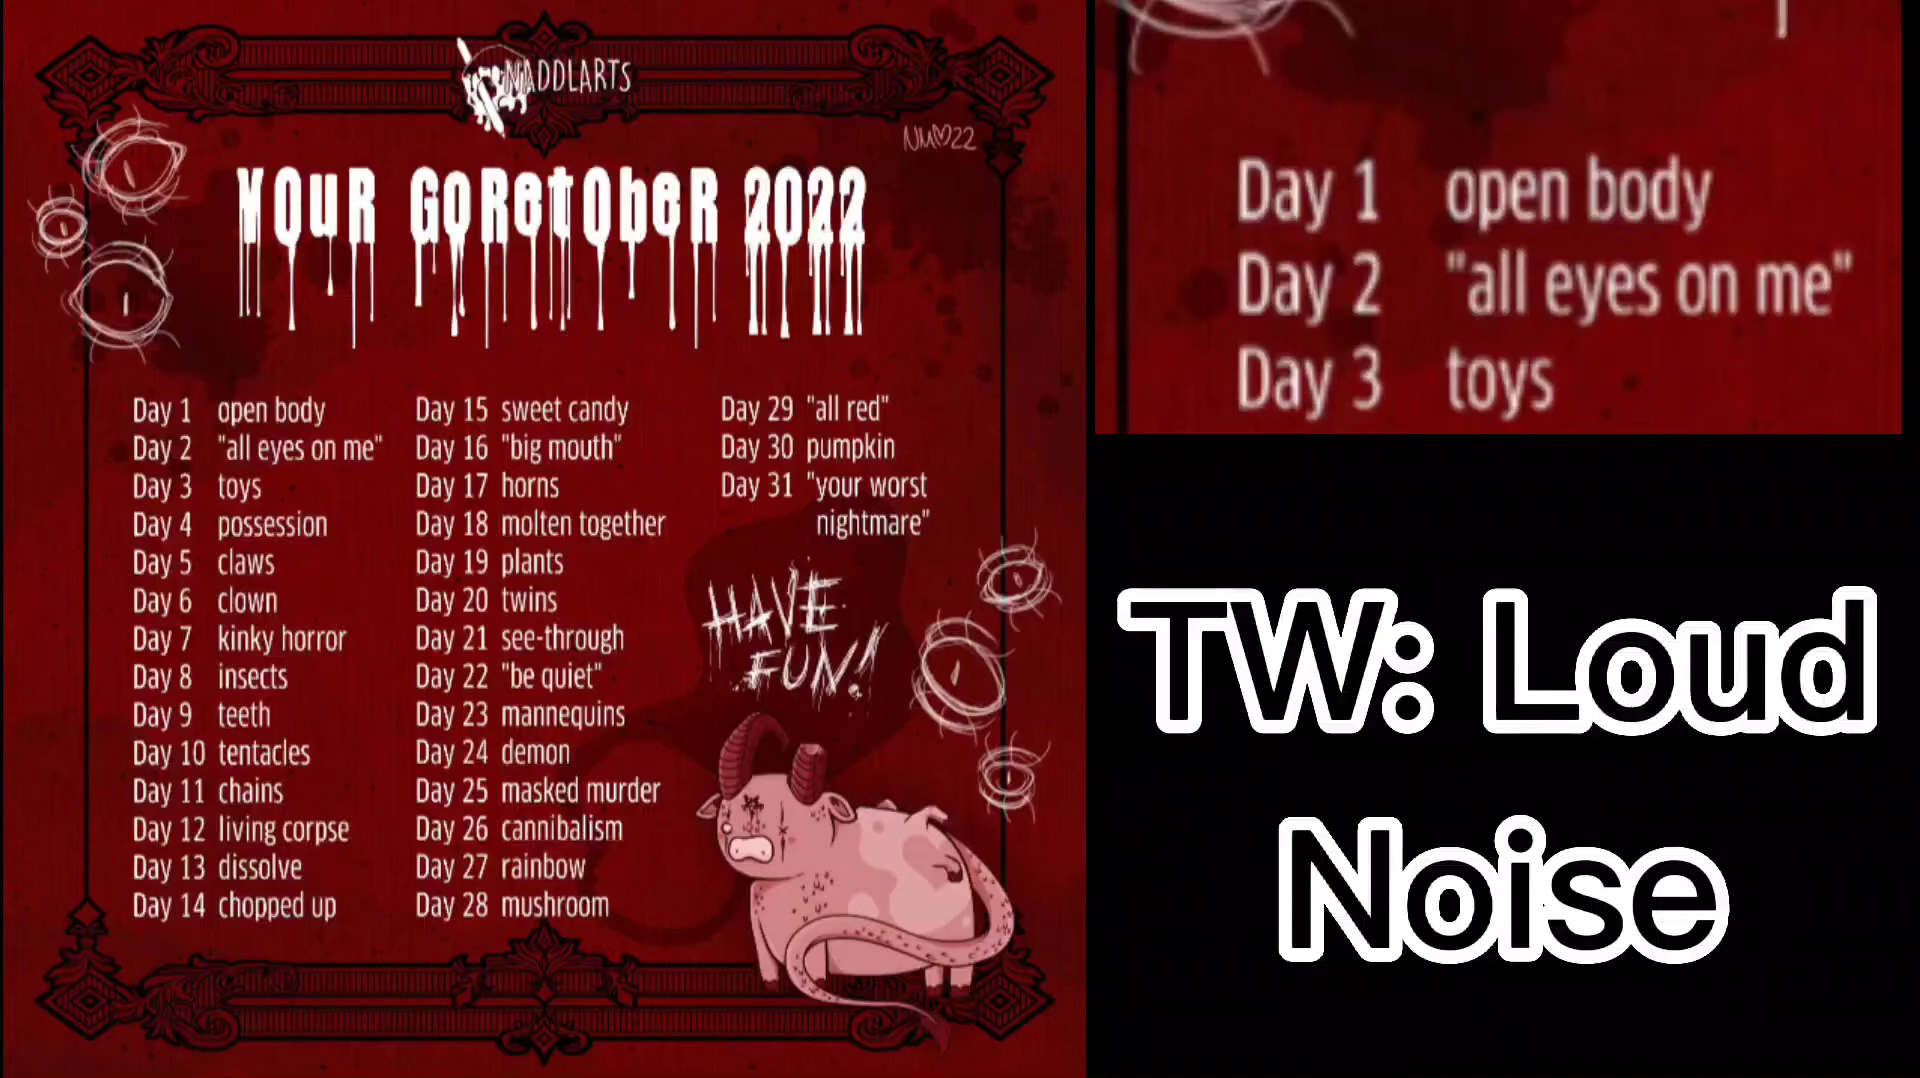 NADDLARTS
NM♡22
YOUR GORETOBER 2022
Day 1 open body
Day 2 "all eyes on me"
Day 3 toys
Day 4 possession
Day 5 claws
Day 6 clown
Day 7 kinky horror
Day 8 insects
Day 9 teeth
Day 10 tentacles
Day 11 chains
Day 12 living corpse
Day 13 dissolve
Day 14 chopped up
Day 15 sweet candy
Day 16 "big mouth"
Day 17 horns
Day 18 molten together
Day 19 plants
Day 20 twins
Day 21 see-through
Day 22 "be quiet"
Day 23 mannequins
Day 24 demon
Day 25 masked murder
Day 26 cannibalism
Day 27 rainbow
Day 28 mushroom
Day 29 "all red"
Day 30 pumpkin
Day 31 "your worst
nightmare"
HAVE
FUN!
Day 1 open body
Day 2 "all eyes on me"
Day 3 toys
TW: Loud
Noise